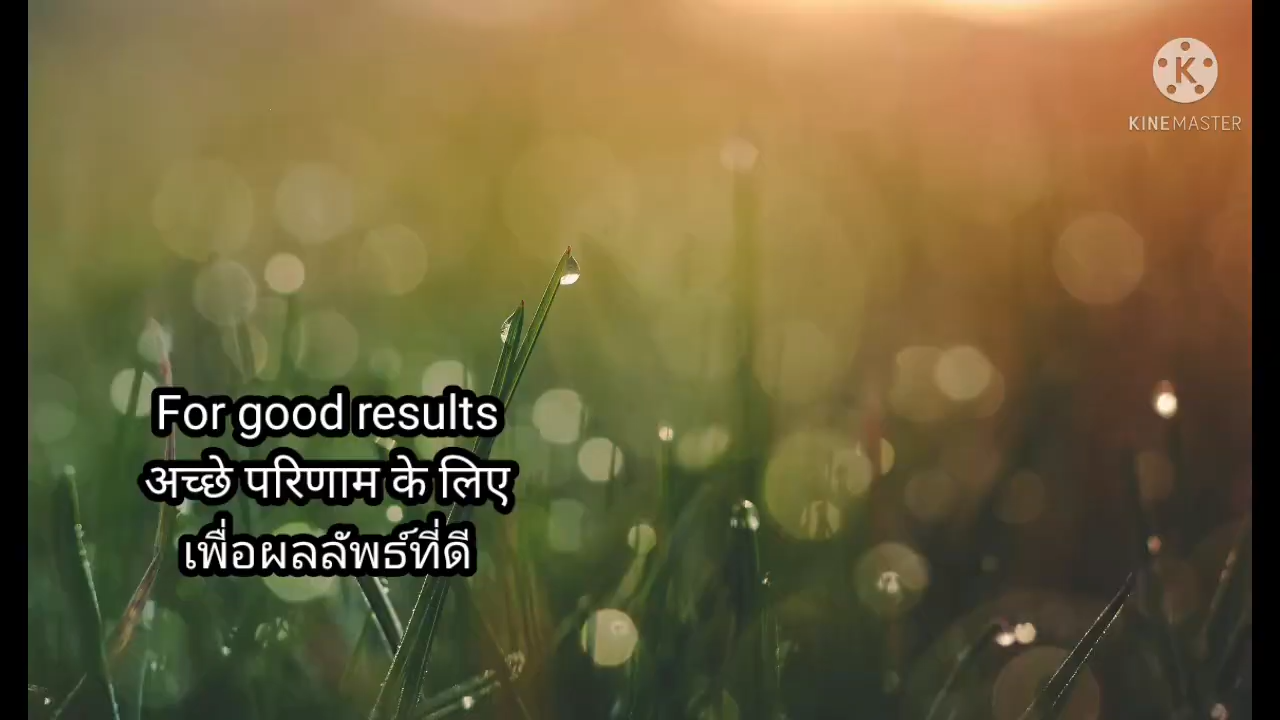 KINEMASTER
For good results
अच्छे परिणाम के लिए
เพื่อผลลัพธ์ที่ดี